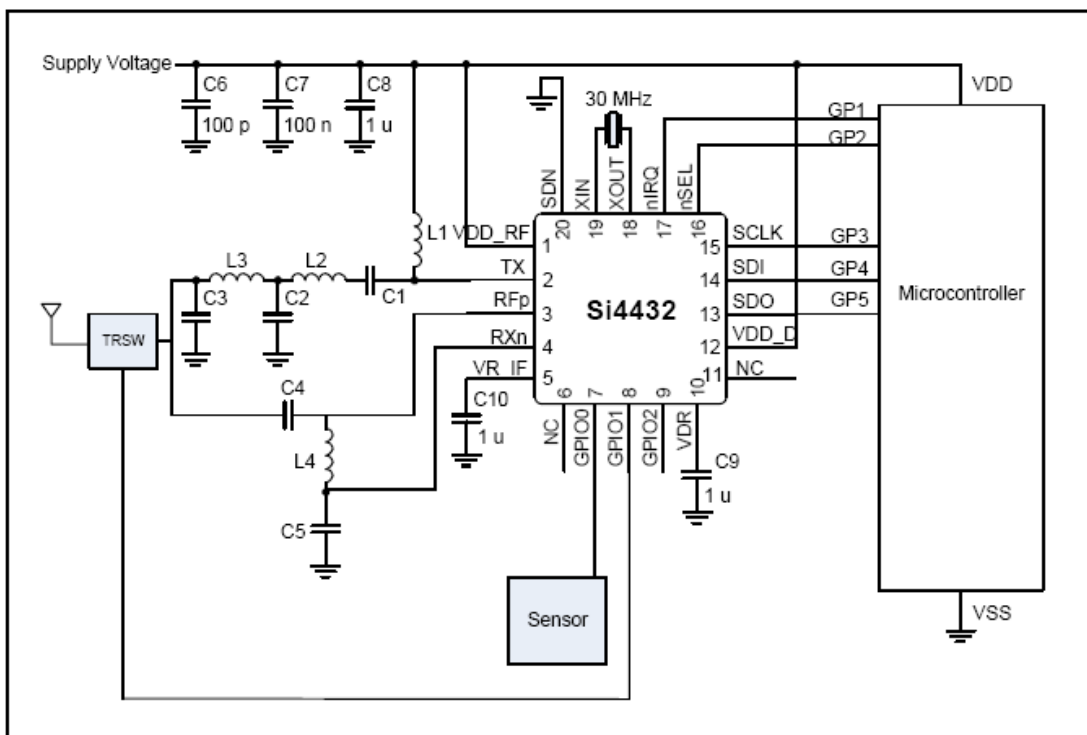 Supply Voltage
C6
100 p
C7
100 n
C8
1 u
30 MHz
VDD
GP1
GP2
SDN
XIN
XOUT
nIRQ
nSEL
20
19
18
17
16
L1
VDD_RF
1
TX
2
RFp
3
RXn
4
VR_IF
5
Si4432
15
SCLK
GP3
14
SDI
GP4
13
SDO
GP5
12
VDD_D
11
NC
Microcontroller
L3
L2
C3
C2
C1
TRSW
C4
L4
C5
C10
1 u
6
7
8
9
10
NC
GPIO0
GPIO1
GPIO2
VDR
C9
1 u
Sensor
VSS